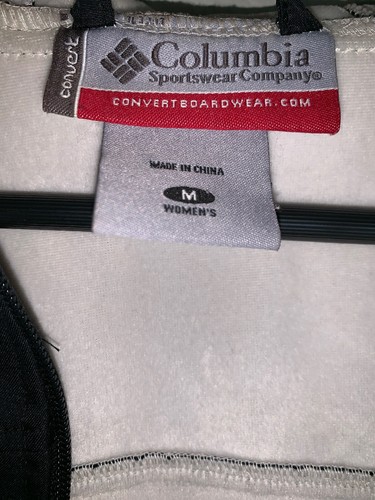 convert
Columbia
Sportswear Company®
CONVERTBOARDWEAR.COM
MADE IN CHINA
M
WOMEN'S